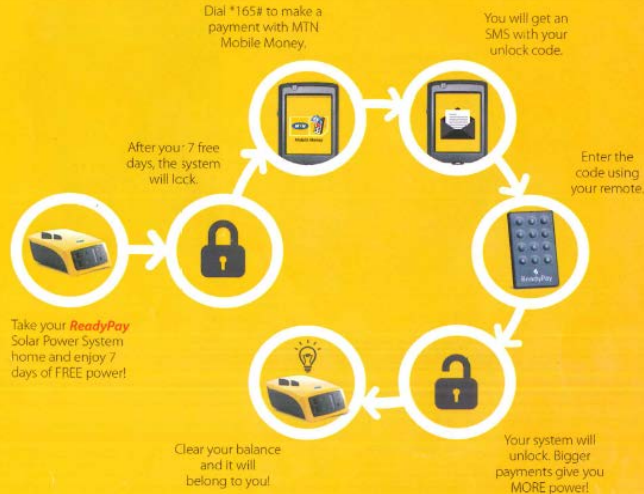 Dial *165# to make a
payment with MTN
Mobile Money.
You will get an
SMS with your
unlock code.
MTN
Mobile Money
After your 7 free
days, the system
will lock.
Enter the
code using
your remote.
ReadyPay
Take your ReadyPay
Solar Power System
home and enjoy 7
days of FREE power!
Clear your balance
and it will
belong to you!
Your system will
unlock. Bigger
payments give you
MORE power!